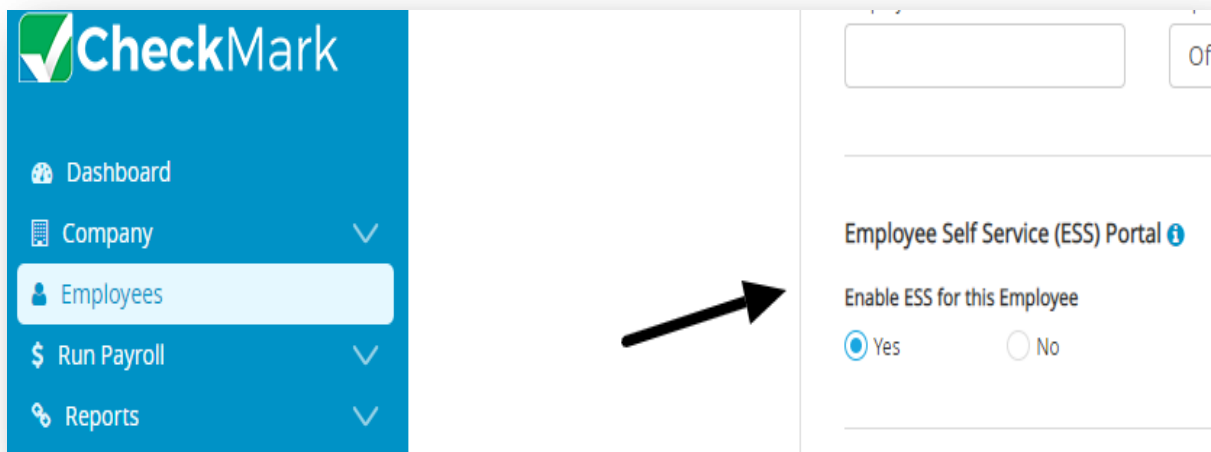 CheckMark
Dashboard
Company
Employees
Run Payroll
Reports
Of
Employee Self Service (ESS) Portal
Enable ESS for this Employee
Yes No